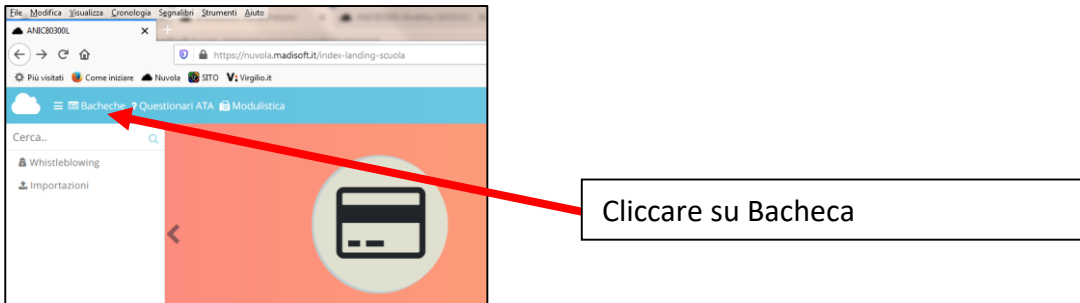 File Modifica Visualizza Cronologia Segnalibri Strumenti Aiuto
ANIC80300L
https://nuvola.madisoft.it/index-landing-scuola
Più visitati Come iniziare Nuvola SITO Virgilio.it
Bacheche ? Questionari ATA Modulistica
Cerca..
Whistleblowing
Importazioni
Cliccare su Bacheca